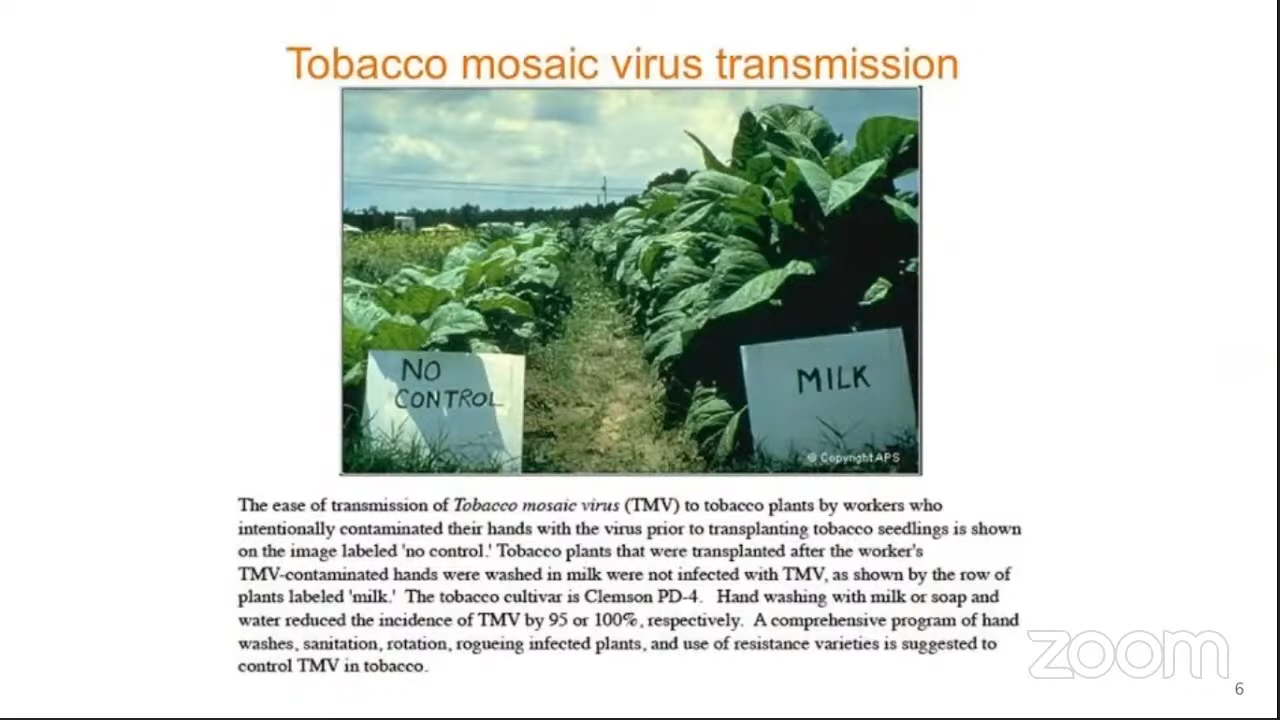 Tobacco mosaic virus transmission
NO
CONTROL
MILK
© Copyright APS
The ease of transmission of Tobacco mosaic virus (TMV) to tobacco plants by workers who
intentionally contaminated their hands with the virus prior to transplanting tobacco seedlings is shown
on the image labeled 'no control.' Tobacco plants that were transplanted after the worker's
TMV-contaminated hands were washed in milk were not infected with TMV, as shown by the row of
plants labeled 'milk.' The tobacco cultivar is Clemson PD-4. Hand washing with milk or soap and
water reduced the incidence of TMV by 95 or 100%, respectively. A comprehensive program of hand
washes, sanitation, rotation, rogueing infected plants, and use of resistance varieties is suggested to
control TMV in tobacco.
zoom
6